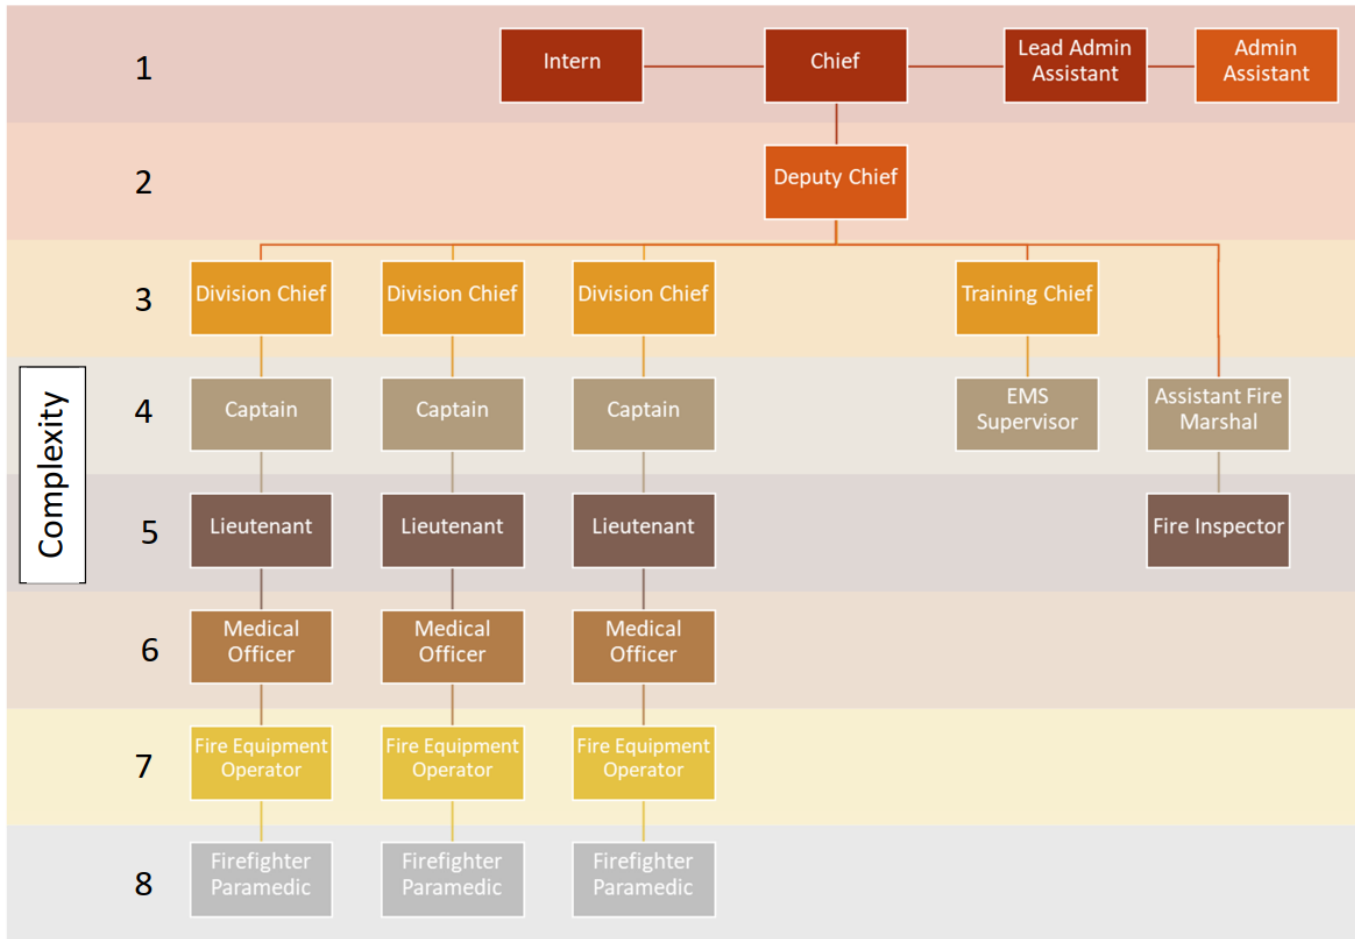 1
Intern
Chief
Lead Admin
Assistant
Admin
Assistant
2
Deputy Chief
3
Division Chief
Division Chief
Division Chief
Training Chief
Complexity
4
Captain
Captain
Captain
EMS
Supervisor
Assistant Fire
Marshal
5
Lieutenant
Lieutenant
Lieutenant
Fire Inspector
6
Medical
Officer
Medical
Officer
Medical
Officer
7
Fire Equipment
Operator
Fire Equipment
Operator
Fire Equipment
Operator
8
Firefighter
Paramedic
Firefighter
Paramedic
Firefighter
Paramedic